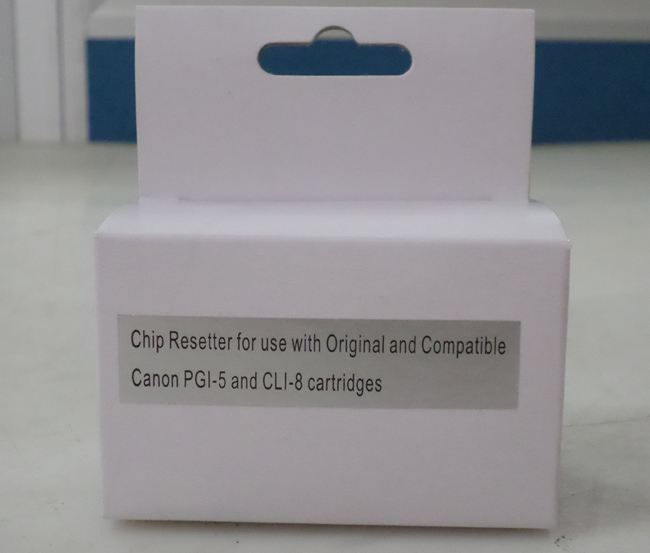 Chip Resetter for use with Original and Compatible
Canon PGI-5 and CLI-8 cartridges